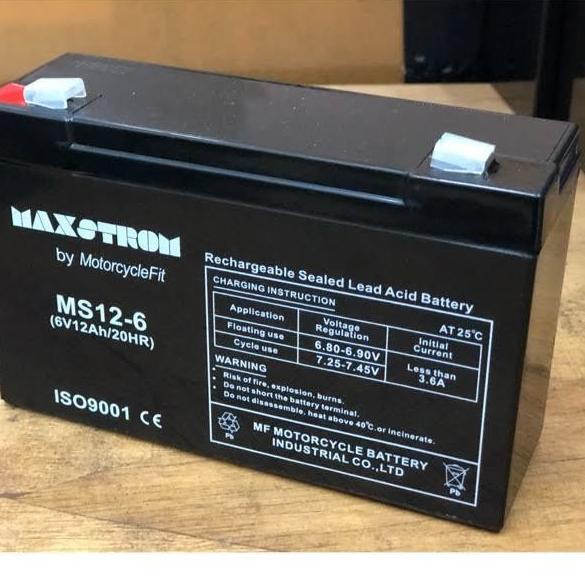 MAXSTROM
by MotorcycleFit
MS12-6
(6V12Ah/20HR)
ISO9001 CE
Rechargeable Sealed Lead Acid Battery
CHARGING INSTRUCTION
AT 25°C
Application
Voltage Regulation
Initial Current
Floating use
6.80-6.90V
Less than 3.6A
Cycle use
7.25-7.45V
WARNING
• Risk of fire, explosion, burns.
• Do not short the battery terminal.
• Do not disassemble, heat above 40°C, or incinerate.
Pb
MF MOTORCYCLE BATTERY
INDUSTRIAL CO.,LTD
Pb